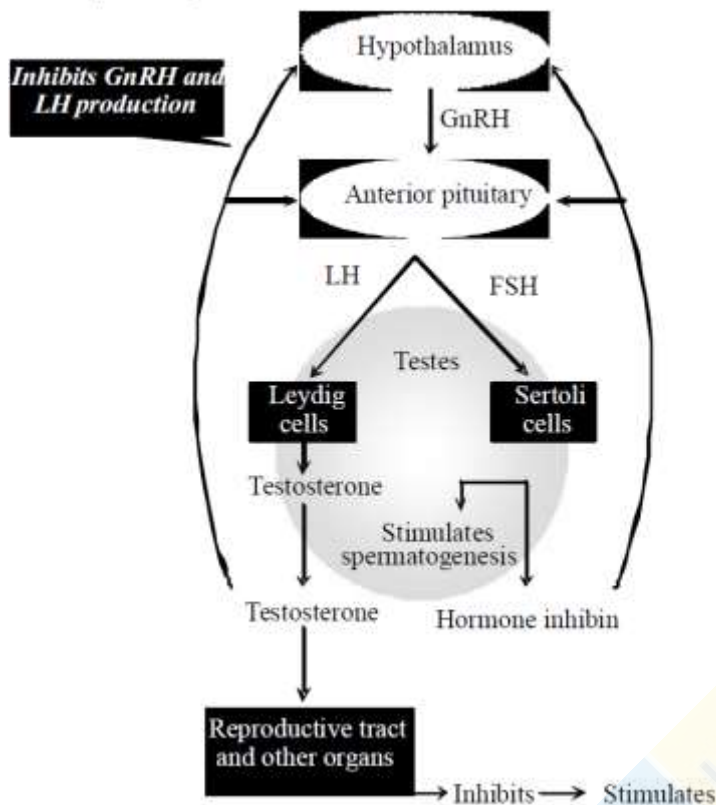 Hypothalamus
Inhibits GnRH and
LH production
GnRH
Anterior pituitary
LH
FSH
Testes
Leydig
cells
Sertoli
cells
Testosterone
Stimulates
spermatogenesis
Testosterone
Hormone inhibin
Reproductive tract
and other organs
Inhibits
Stimulates